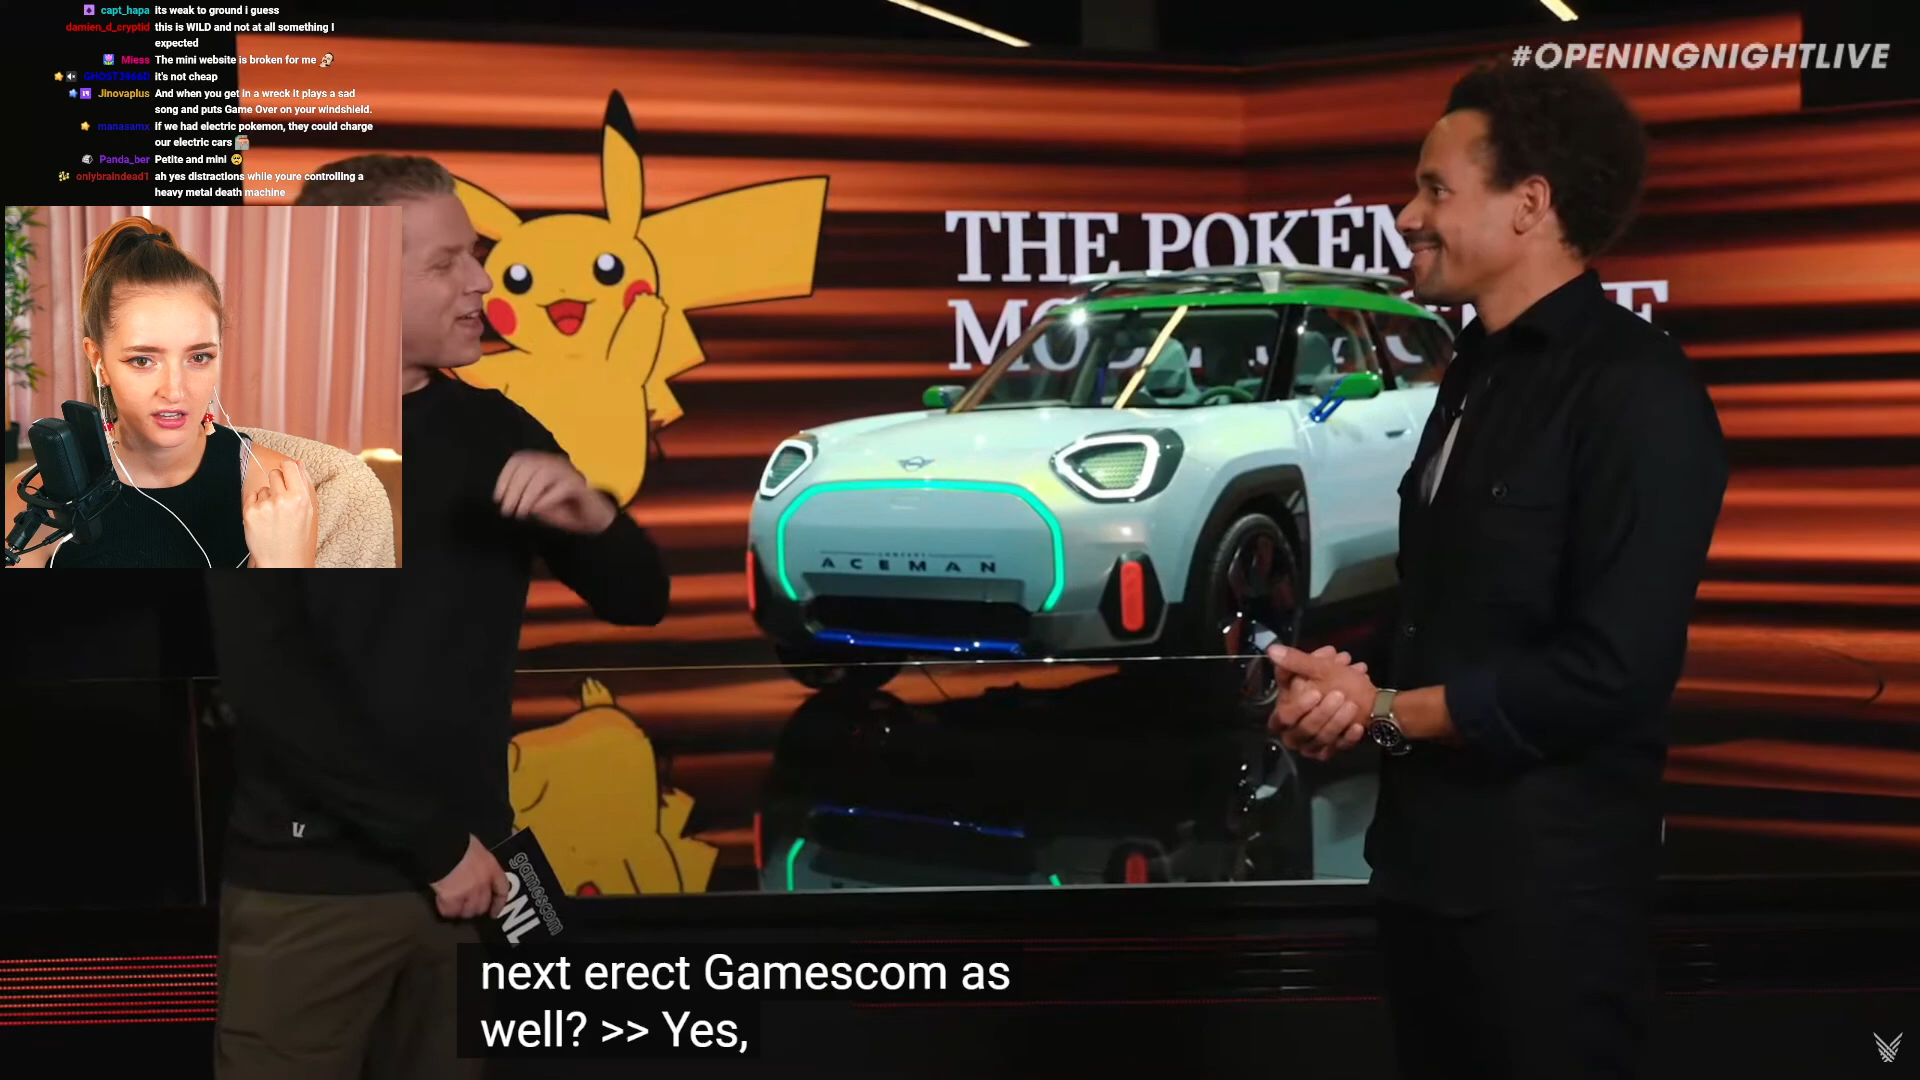 capt_hapa its weak to ground i guess
damien_d_cryptid this is WILD and not at all something I
expected
Miess The mini website is broken for me
it's not cheap
Jinovaplus And when you get in a wreck it plays a sad
song and puts Game Over on your windshield.
manasamx if we had electric pokemon, they could charge
our electric cars
Panda_ber Petite and mini
onlybraindead1 ah yes distractions while youre controlling a
heavy metal death machine
#OPENINGNIGHTLIVE
THE POKÉM
MO
CONCEPT
ACEMAN
gamescom
ONL
next erect Gamescom as
well? >> Yes,